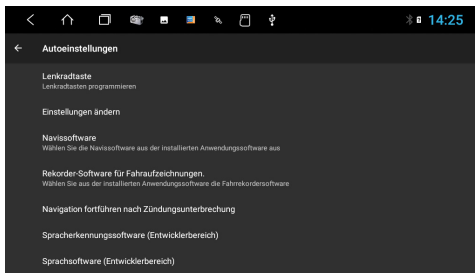 14:25
Autoeinstellungen
Lenkradtaste
Lenkradtasten programmieren
Einstellungen ändern
Navissoftware
Wählen Sie die Navissoftware aus der installierten Anwendungssoftware aus
Rekorder-Software für Fahraufzeichnungen.
Wählen Sie aus der installierten Anwendungssoftware die Fahrrekordersoftware
Navigation fortführen nach Zündungsunterbrechung
Spracherkennungssoftware (Entwicklerbereich)
Sprachsoftware (Entwicklerbereich)